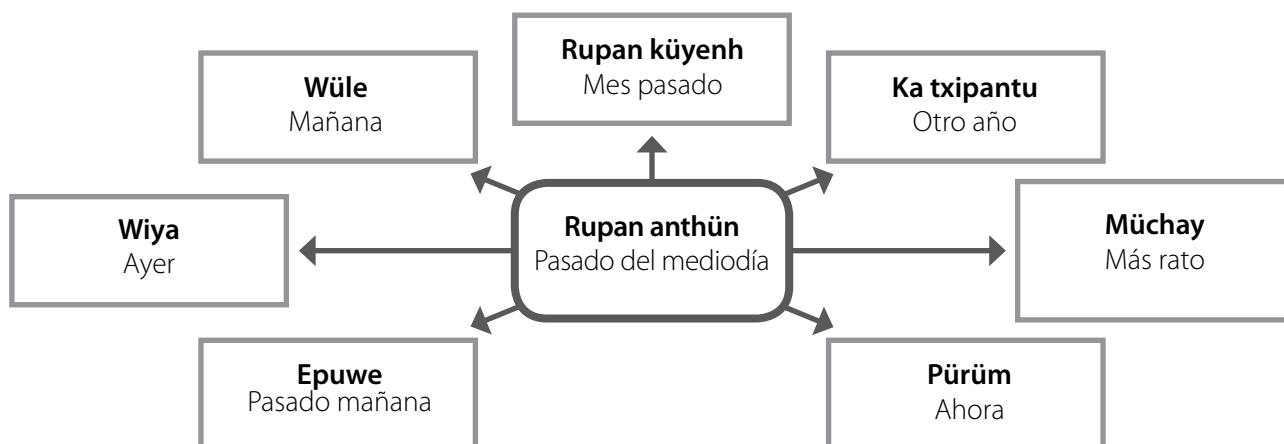 Rupan küyenh
Mes pasado
Wüle
Mañana
Ka txipantu
Otro año
Wiya
Ayer
Rupan anthün
Pasado del mediodía
Müchay
Más rato
Epuwe
Pasado mañana
Pürüm
Ahora